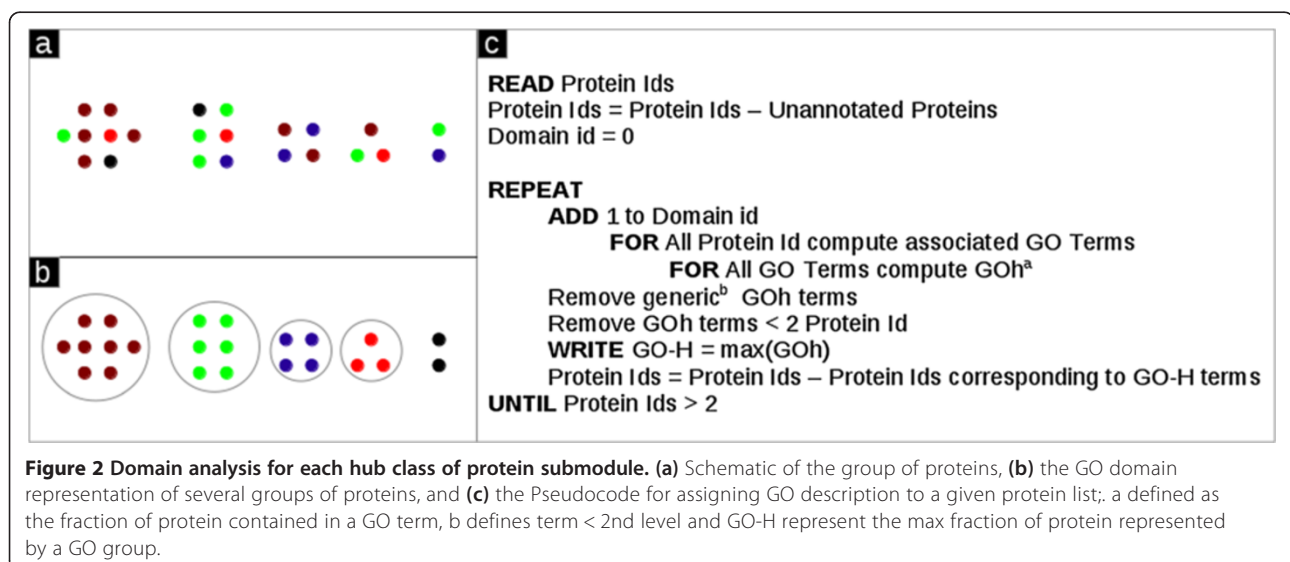 a
b
c
READ Protein Ids
Protein Ids = Protein Ids – Unannotated Proteins
Domain id = 0
REPEAT
ADD 1 to Domain id
FOR All Protein Id compute associated GO Terms
FOR All GO Terms compute GOhᵃ
Remove genericᵇ GOh terms
Remove GOh terms < 2 Protein Id
WRITE GO-H = max(GOh)
Protein Ids = Protein Ids – Protein Ids corresponding to GO-H terms
UNTIL Protein Ids > 2
Figure 2 Domain analysis for each hub class of protein submodule. (a) Schematic of the group of proteins, (b) the GO domain
representation of several groups of proteins, and (c) the Pseudocode for assigning GO description to a given protein list;. a defined as
the fraction of protein contained in a GO term, b defines term < 2nd level and GO-H represent the max fraction of protein represented
by a GO group.